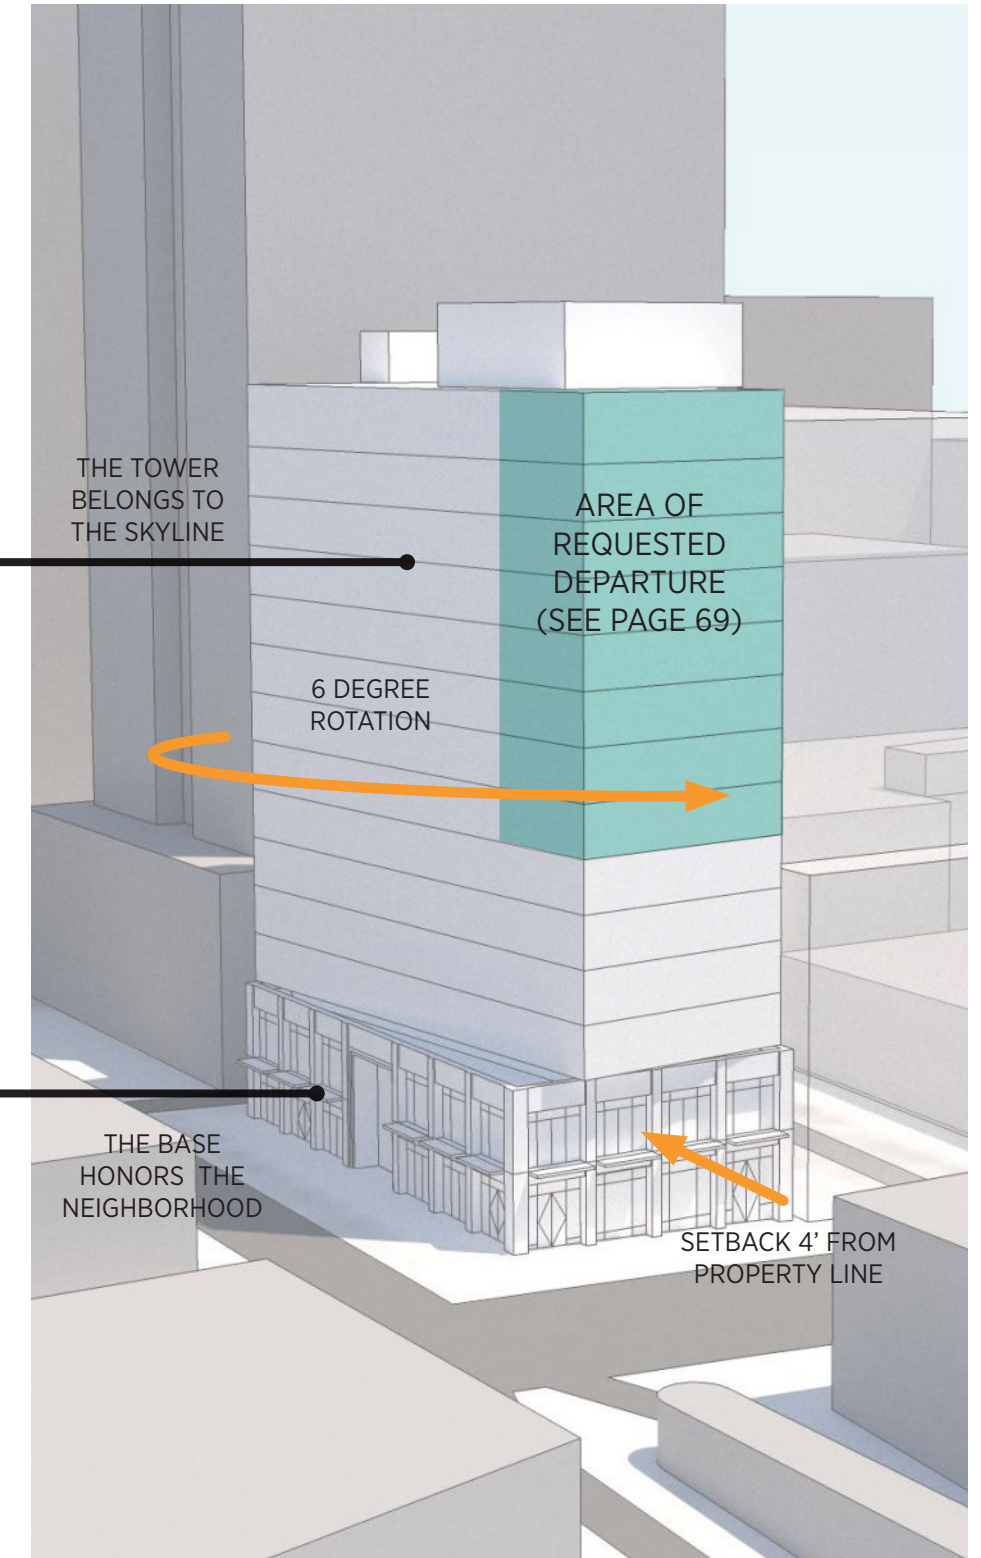 THE TOWER
BELONGS TO
THE SKYLINE
AREA OF
REQUESTED
DEPARTURE
(SEE PAGE 69)
6 DEGREE
ROTATION
THE BASE
HONORS THE
NEIGHBORHOOD
SETBACK 4’ FROM
PROPERTY LINE